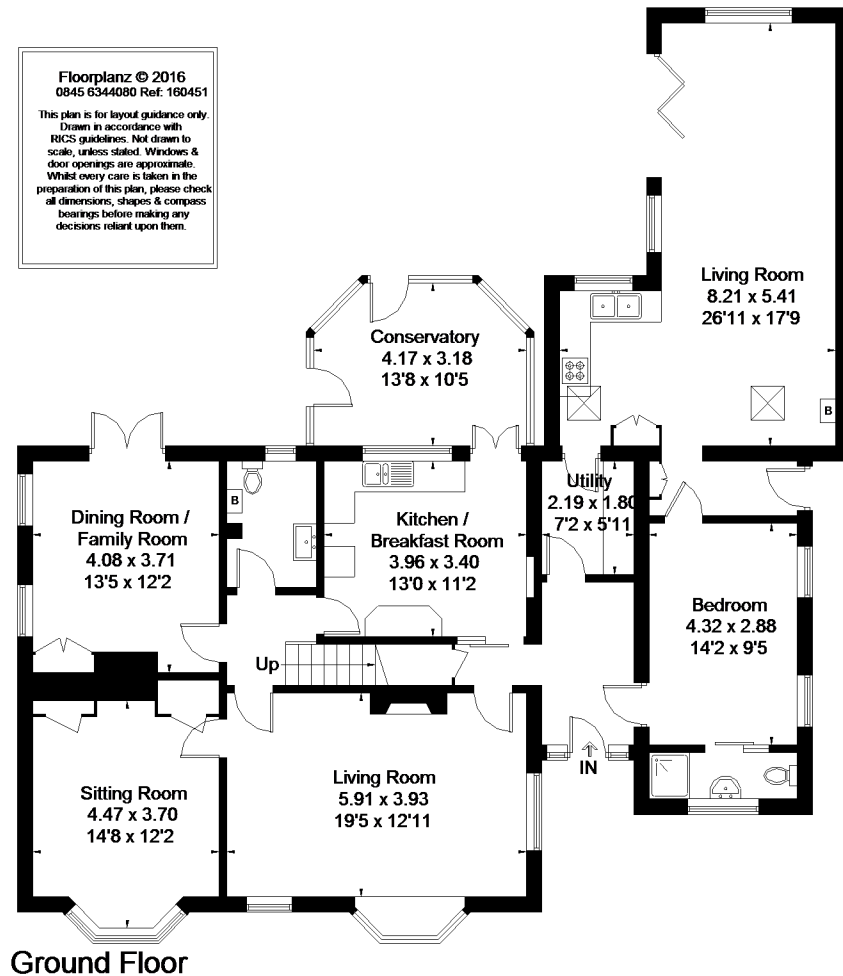 Floorplanz © 2016
0845 6344080 Ref: 160451
This plan is for layout guidance only.
Drawn in accordance with
RICS guidelines. Not drawn to
scale, unless stated. Windows &
door openings are approximate.
Whilst every care is taken in the
preparation of this plan, please check
all dimensions, shapes & compass
bearings before making any
decisions reliant upon them.
Living Room
8.21 x 5.41
26'11 x 17'9
B
Conservatory
4.17 x 3.18
13'8 x 10'5
Utility
2.19 x 1.80
7'2 x 5'11
B
Dining Room /
Family Room
4.08 x 3.71
13'5 x 12'2
Kitchen /
Breakfast Room
3.96 x 3.40
13'0 x 11'2
Bedroom
4.32 x 2.88
14'2 x 9'5
Up
IN
Sitting Room
4.47 x 3.70
14'8 x 12'2
Living Room
5.91 x 3.93
19'5 x 12'11
Ground Floor